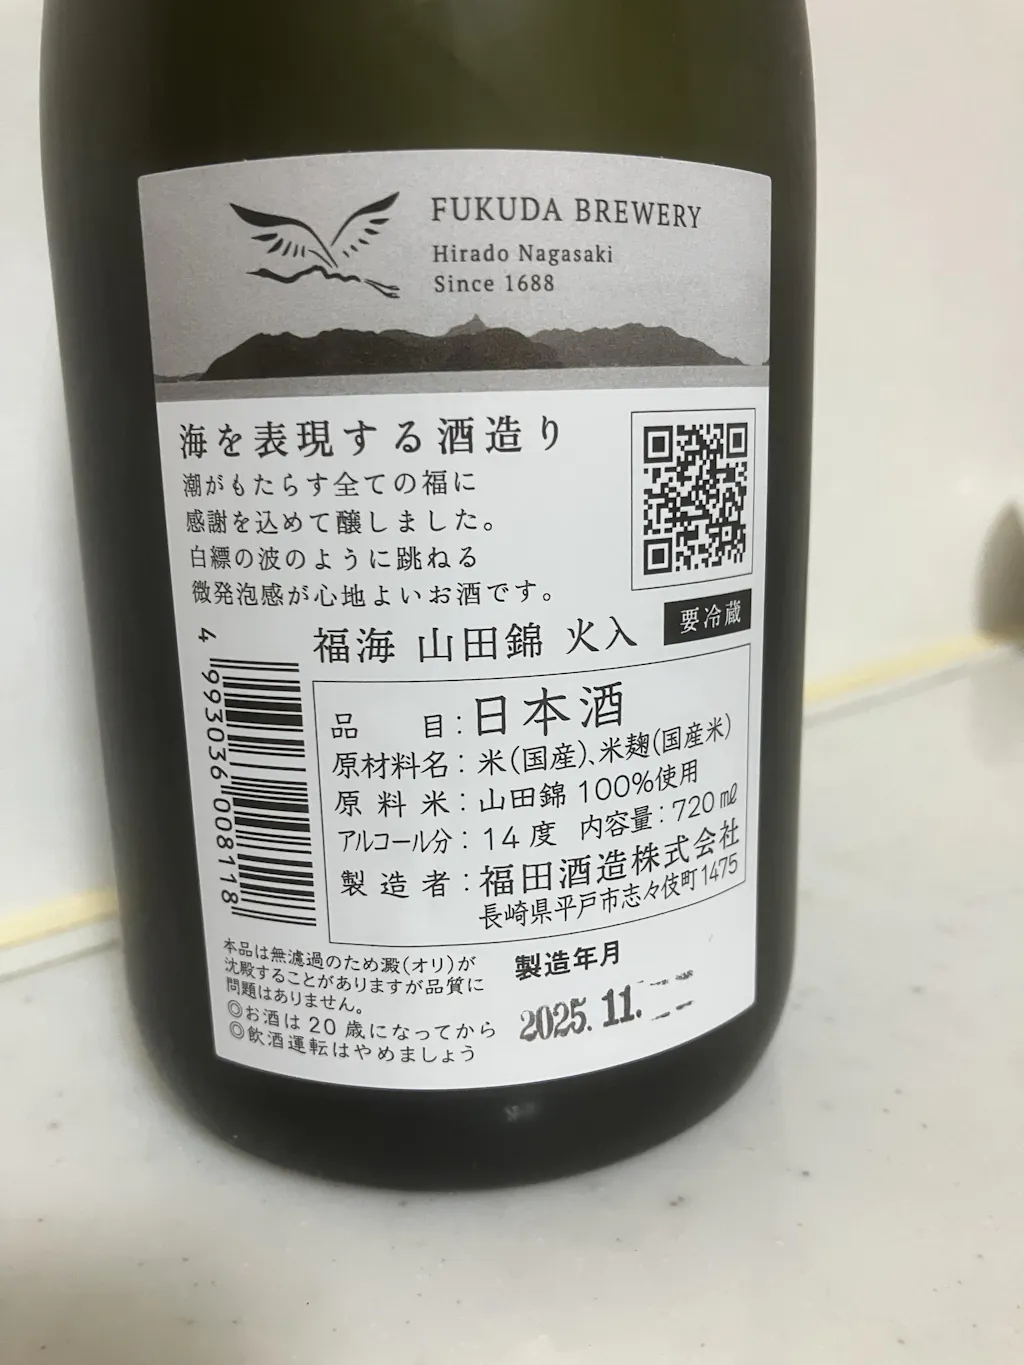 FUKUDA BREWERY
Hirado Nagasaki
Since 1688
海を表現する酒造り
潮がもたらす全ての福に
感謝を込めて醸しました。
白縹の波のように跳ねる
微発泡感が心地よいお酒です。
福海 山田錦 火入
要冷蔵
品目:日本酒
原材料名:米(国産)、米麹(国産米)
原料米:山田錦100%使用
アルコール分:14度 内容量:720㎖
製造者:福田酒造株式会社
長崎県平戸市志々伎町1475
4 993036 008118
本品は無濾過のため澱(オリ)が
沈殿することがありますが品質に
問題はありません。
◎お酒は20歳になってから
◎飲酒運転はやめましょう
製造年月
2025.11.